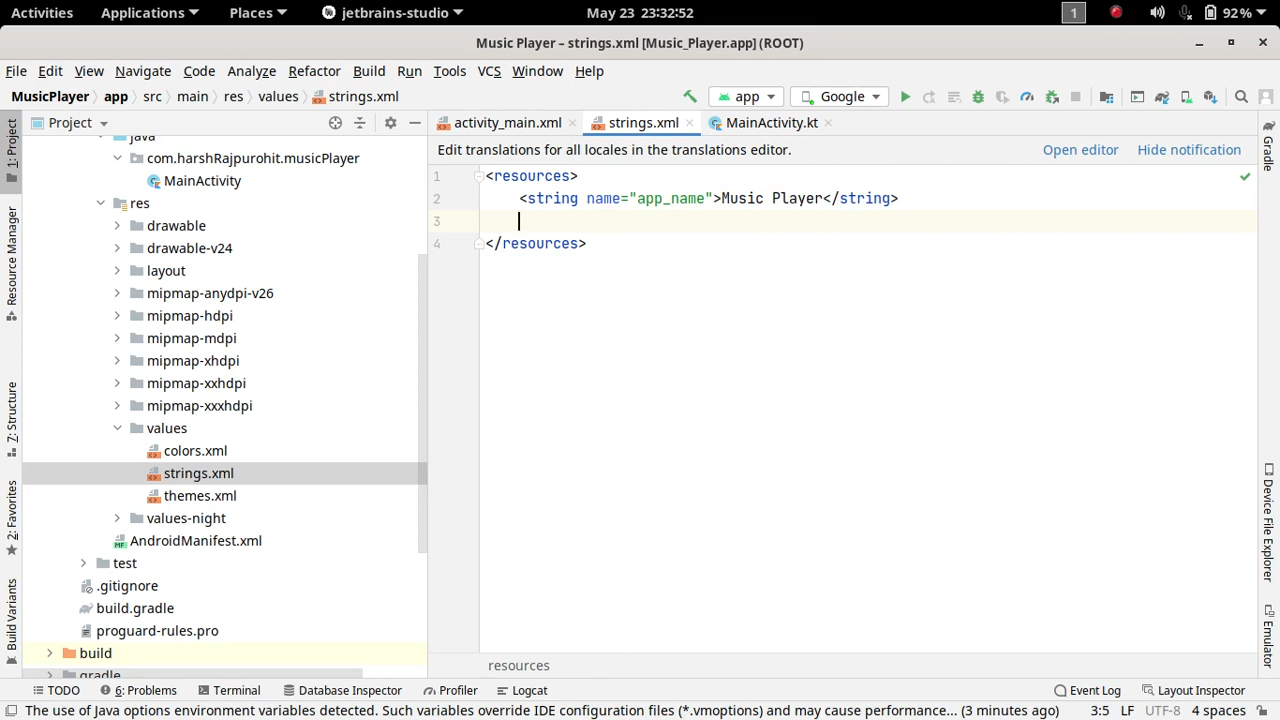 Activities Applications Places jetbrains-studio May 23 23:32:52 1 92%
Music Player – strings.xml [Music_Player.app] (ROOT)
File Edit View Navigate Code Analyze Refactor Build Run Tools VCS Window Help
MusicPlayer app src main res values strings.xml app Google
Project activity_main.xml strings.xml MainActivity.kt
Edit translations for all locales in the translations editor. Open editor Hide notification
java
com.harshRajpurohit.musicPlayer
MainActivity
res
drawable
drawable-v24
layout
mipmap-anydpi-v26
mipmap-hdpi
mipmap-mdpi
mipmap-xhdpi
mipmap-xxhdpi
mipmap-xxxhdpi
values
colors.xml
strings.xml
themes.xml
values-night
AndroidManifest.xml
test
.gitignore
build.gradle
proguard-rules.pro
build
gradle
1 <resources>
2 <string name="app_name">Music Player</string>
3
4 </resources>
resources
1: Project
Resource Manager
Z: Structure
2: Favorites
Build Variants
Gradle
Device File Explorer
Emulator
TODO 6: Problems Terminal Database Inspector Profiler Logcat Event Log Layout Inspector
The use of Java options environment variables detected. Such variables override IDE configuration files (*.vmoptions) and may cause performance... (3 minutes ago) 3:5 LF UTF-8 4 spaces